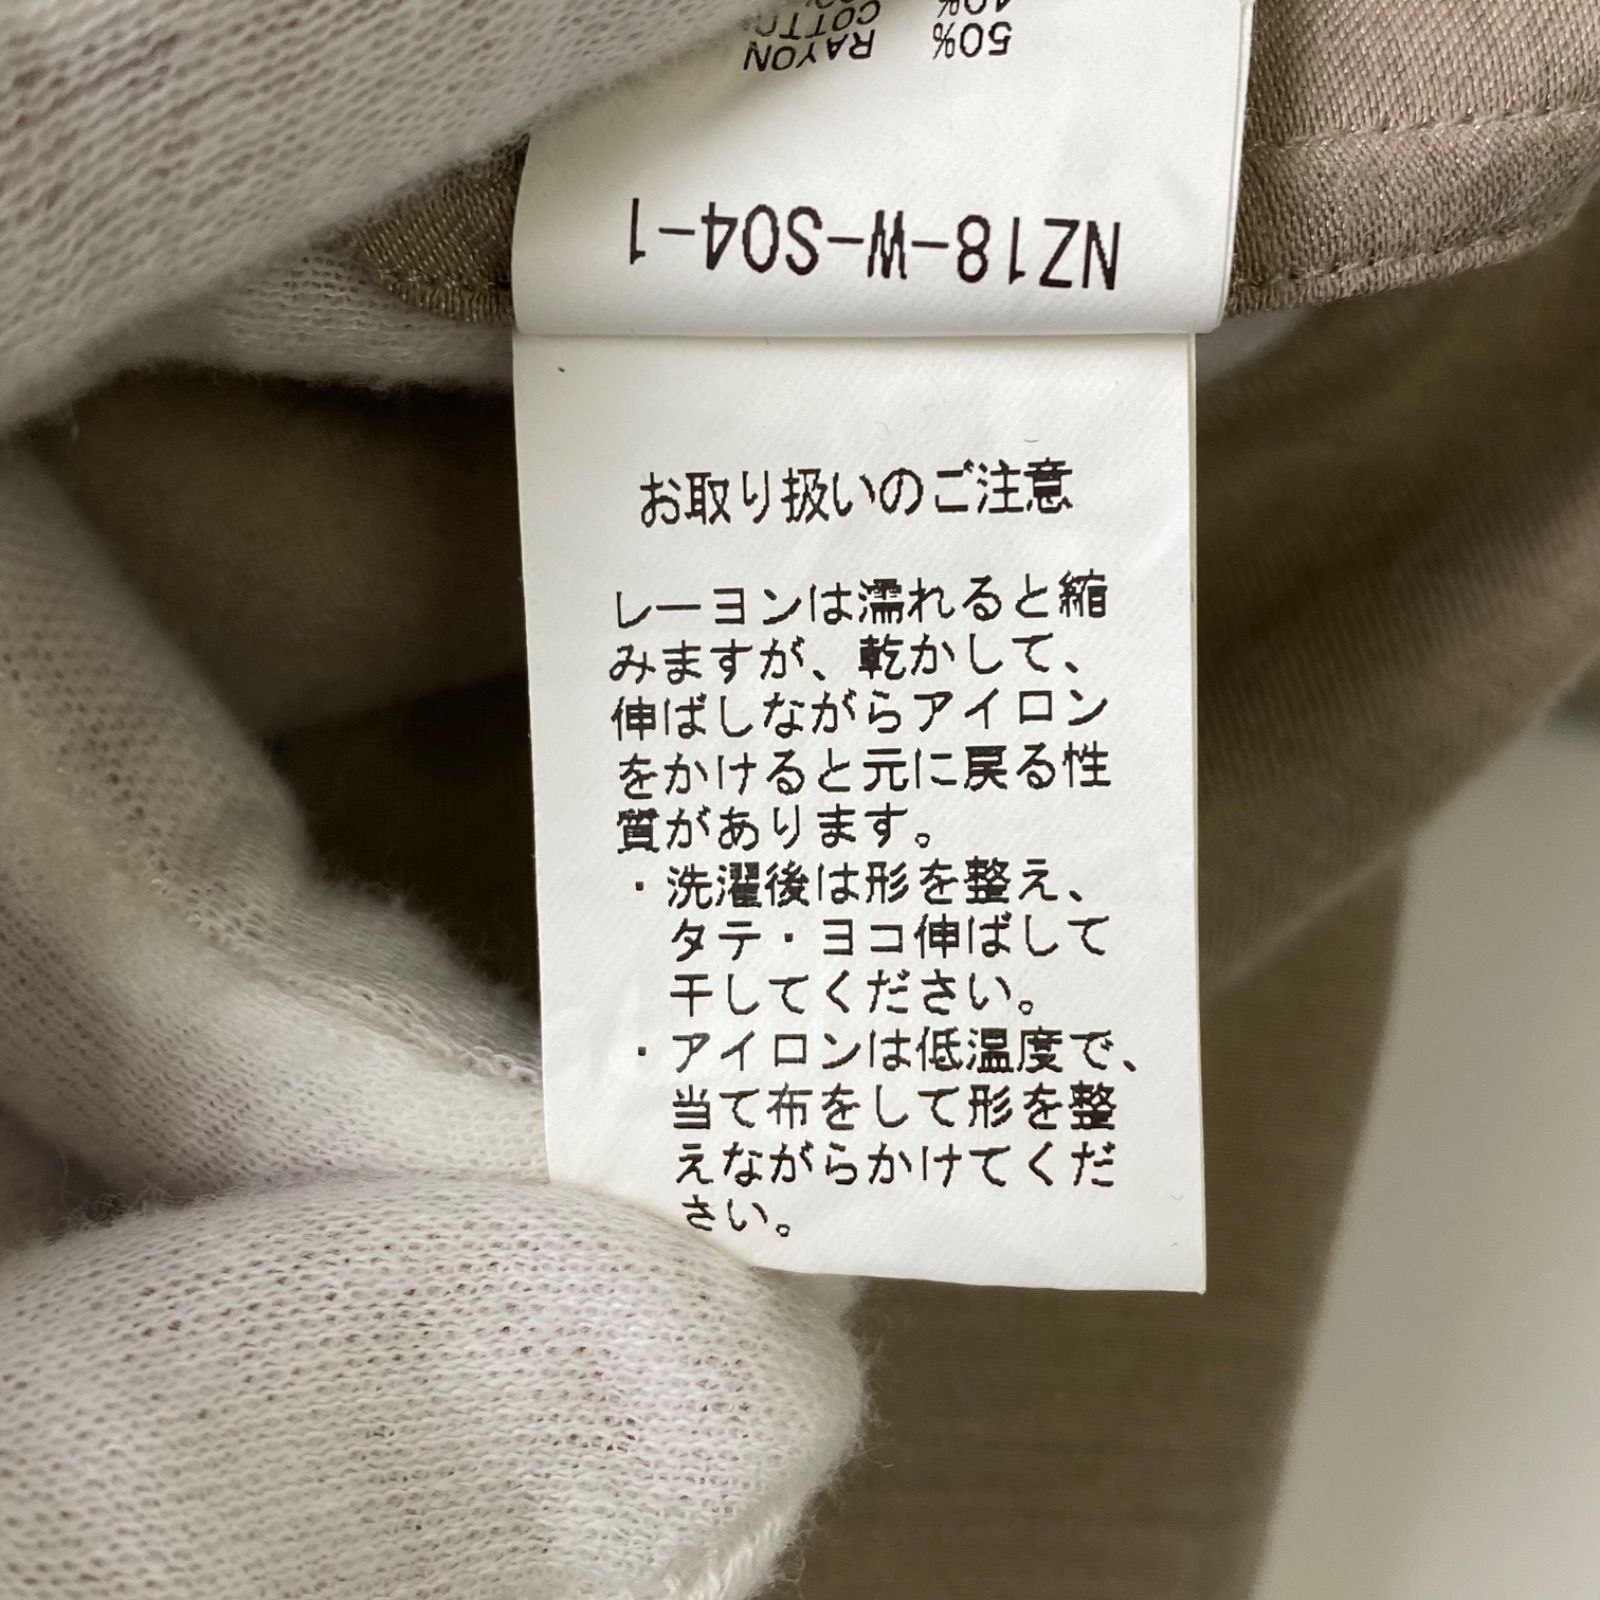 50% RAYON
NZ18-W-S04-1
お取り扱いのご注意
レーヨンは濡れると縮
みますが、乾かして、
伸ばしながらアイロン
をかけると元に戻る性
質があります。
・洗濯後は形を整え、
タテ・ヨコ伸ばして
干してください。
・アイロンは低温度で、
当て布をして形を整
えながらかけてくだ
さい。